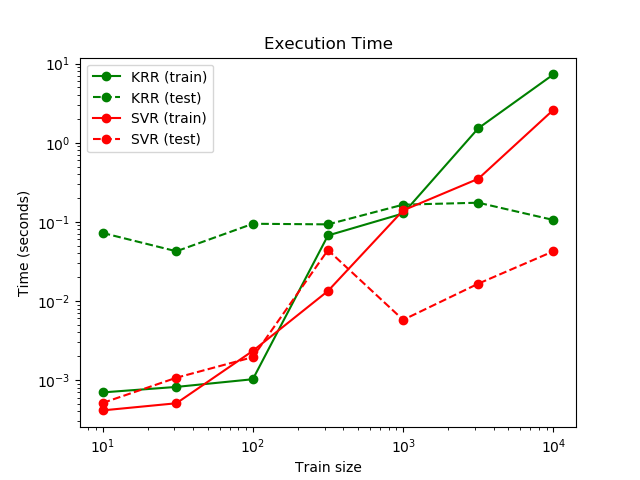 Execution Time
KRR (train)
KRR (test)
SVR (train)
SVR (test)
Time (seconds)
10¹
10⁰
10⁻¹
10⁻²
10⁻³
10¹
10²
10³
10⁴
Train size